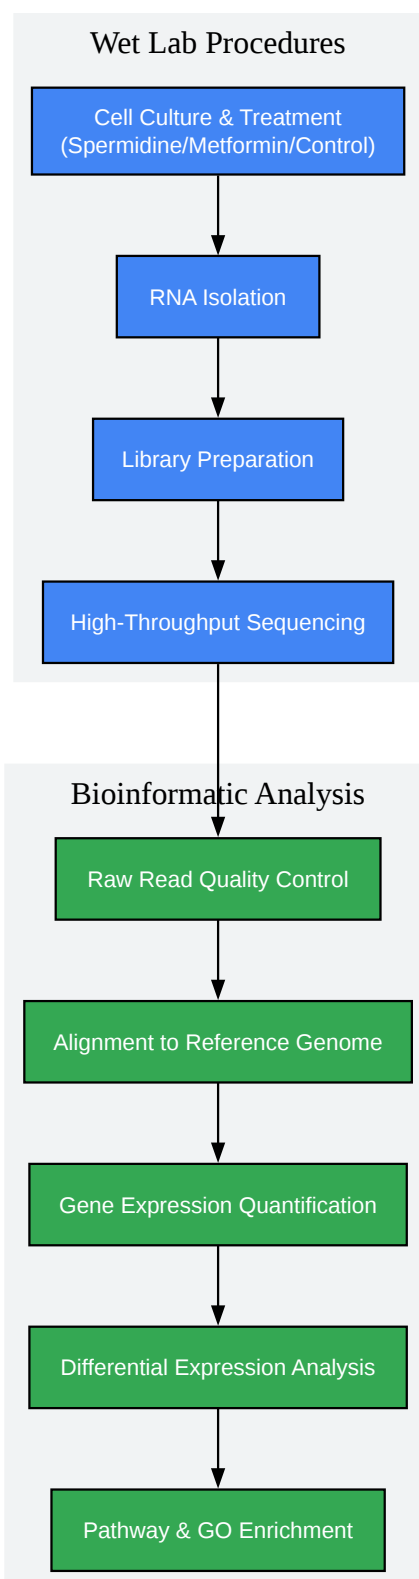 Wet Lab Procedures
Cell Culture & Treatment
(Spermidine/Metformin/Control)
RNA Isolation
Library Preparation
High-Throughput Sequencing
Bioinformatic Analysis
Raw Read Quality Control
Alignment to Reference Genome
Gene Expression Quantification
Differential Expression Analysis
Pathway & GO Enrichment